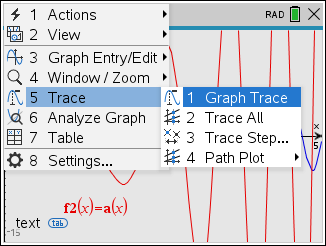 1 Actions
2 View
3 Graph Entry/Edit
4 Window / Zoom
5 Trace
6 Analyze Graph
7 Table
8 Settings...
RAD
1 Graph Trace
2 Trace All
3 Trace Step...
4 Path Plot
x
5
f2(x)=a(x)
text tab
-15